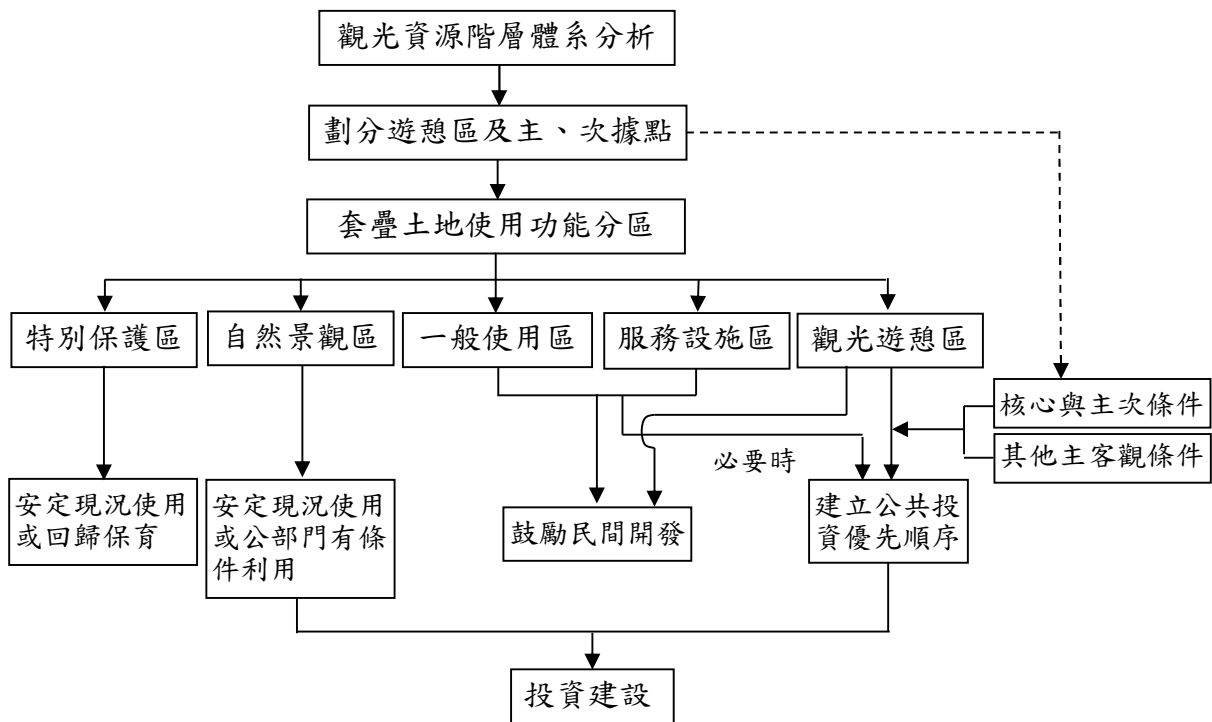 觀光資源階層體系分析
劃分遊憩區及主、次據點
套疊土地使用功能分區
特別保護區
自然景觀區
一般使用區
服務設施區
觀光遊憩區
核心與主次條件
其他主客觀條件
必要時
安定現況使用
或回歸保育
安定現況使用
或公部門有條
件利用
鼓勵民間開發
建立公共投
資優先順序
投資建設